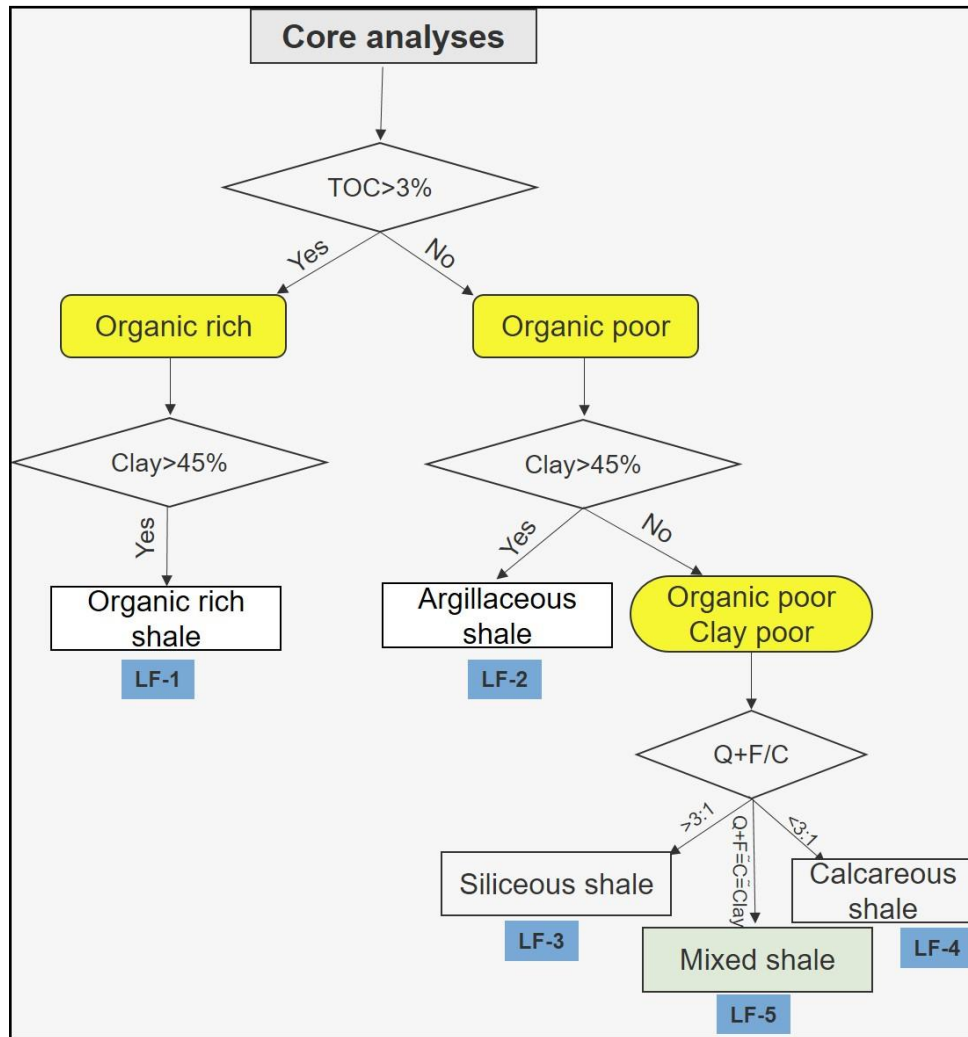 Core analyses
TOC>3%
Yes
No
Organic rich
Organic poor
Clay>45%
Clay>45%
Yes
Yes
No
Organic rich
shale
LF-1
Argillaceous
shale
LF-2
Organic poor
Clay poor
Q+F/C
>3:1
Q+F≅C≅Clay
<3:1
Siliceous shale
LF-3
Calcareous
shale
LF-4
Mixed shale
LF-5